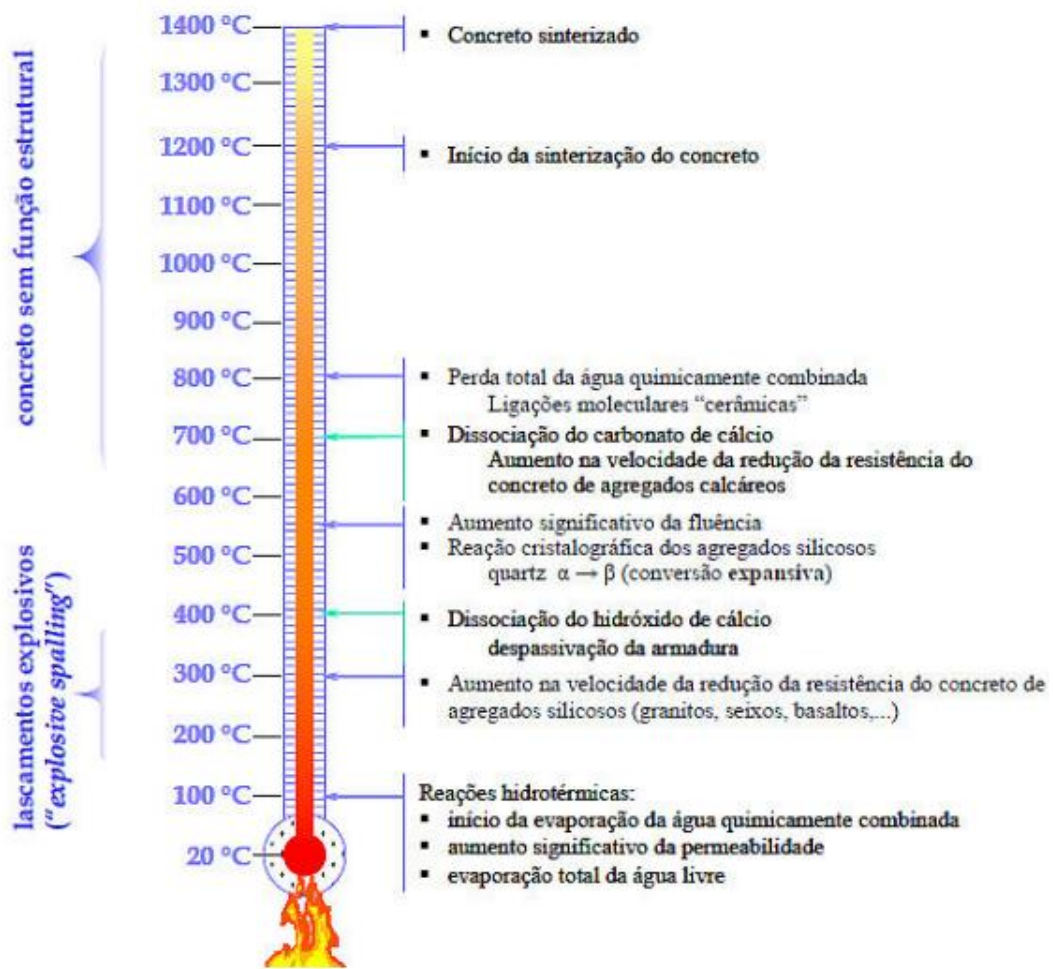 concreto sem função estrutural
lascamentos explosivos
("explosive spalling")
1400 °C
▪ Concreto sinterizado
1300 °C
1200 °C
▪ Início da sinterização do concreto
1100 °C
1000 °C
900 °C
800 °C
▪ Perda total da água quimicamente combinada
Ligações moleculares “cerâmicas”
700 °C
▪ Dissociação do carbonato de cálcio
Aumento na velocidade da redução da resistência do
concreto de agregados calcáreos
600 °C
▪ Aumento significativo da fluência
▪ Reação cristalográfica dos agregados silicosos
quartz α → β (conversão expansiva)
500 °C
400 °C
▪ Dissociação do hidróxido de cálcio
despassivação da armadura
300 °C
▪ Aumento na velocidade da redução da resistência do concreto de
agregados silicosos (granitos, seixos, basaltos,...)
200 °C
100 °C
Reações hidrotérmicas:
▪ início da evaporação da água quimicamente combinada
▪ aumento significativo da permeabilidade
▪ evaporação total da água livre
20 °C